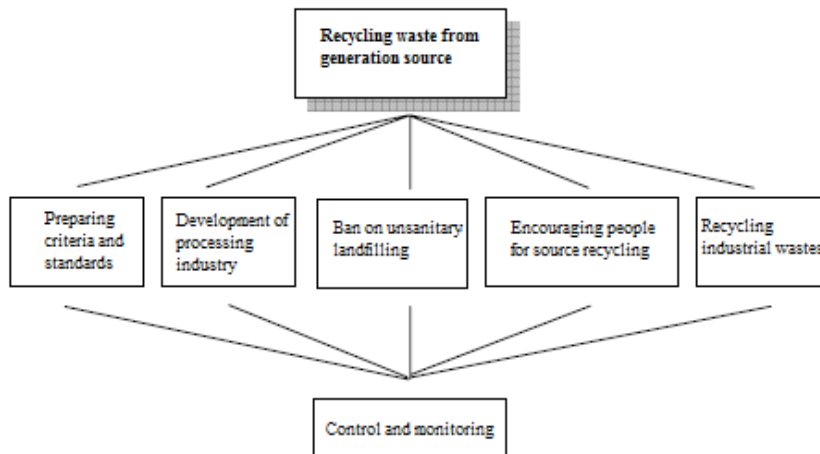 Recycling waste from
generation source
Preparing
criteria and
standards
Development of
processing
industry
Ban on unsanitary
landfilling
Encouraging people
for source recycling
Recycling
industrial wastes
Control and monitoring